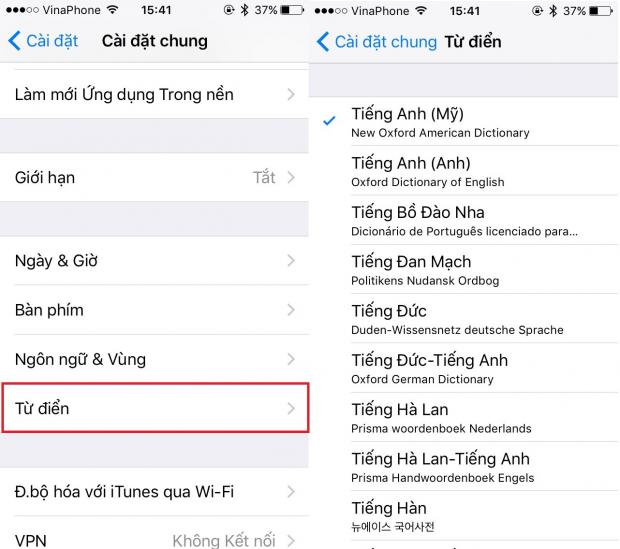 VinaPhone 15:41 37%
Cài đặt Cài đặt chung
Làm mới Ứng dụng Trong nền
Giới hạn Tắt
Ngày & Giờ
Bàn phím
Ngôn ngữ & Vùng
Từ điển
Đ.bộ hóa với iTunes qua Wi-Fi
VPN Không Kết nối
VinaPhone 15:41 37%
Cài đặt chung Từ điển
Tiếng Anh (Mỹ)
New Oxford American Dictionary
Tiếng Anh (Anh)
Oxford Dictionary of English
Tiếng Bồ Đào Nha
Dicionário de Português licenciado para...
Tiếng Đan Mạch
Politikens Nudansk Ordbog
Tiếng Đức
Duden-Wissensnetz deutsche Sprache
Tiếng Đức-Tiếng Anh
Oxford German Dictionary
Tiếng Hà Lan
Prisma woordenboek Nederlands
Tiếng Hà Lan-Tiếng Anh
Prisma Handwoordenboek Engels
Tiếng Hàn
뉴에이스 국어사전